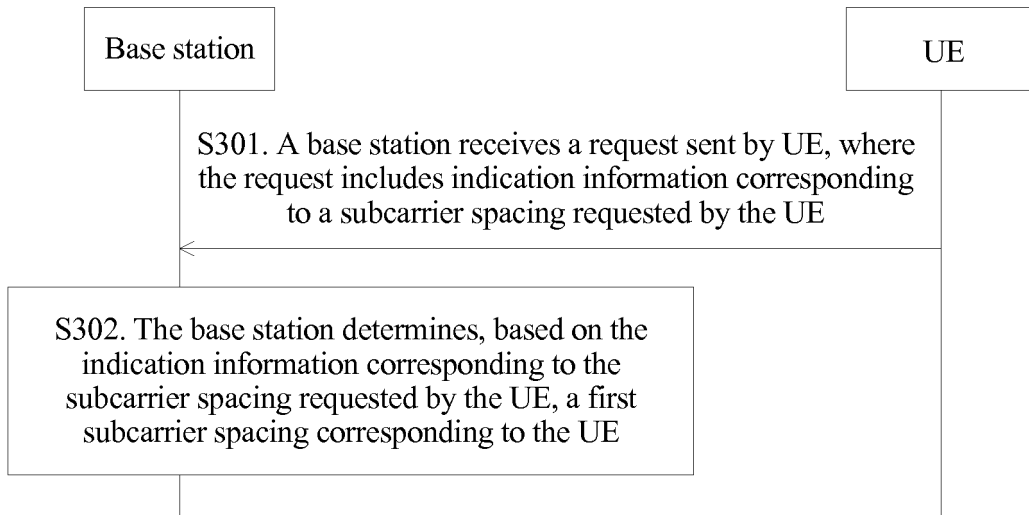 Base station
UE
S301. A base station receives a request sent by UE, where
the request includes indication information corresponding
to a subcarrier spacing requested by the UE
S302. The base station determines, based on the
indication information corresponding to the
subcarrier spacing requested by the UE, a first
subcarrier spacing corresponding to the UE